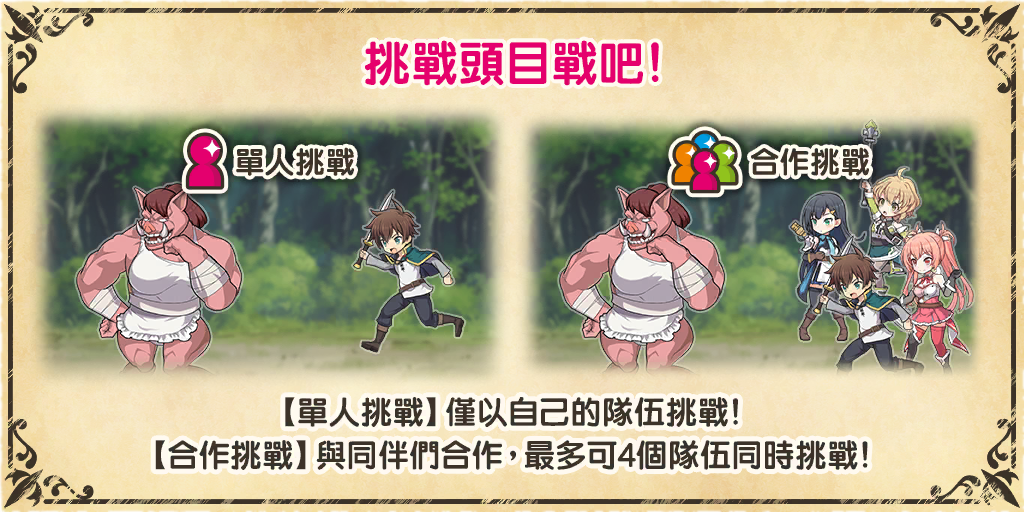 挑戰頭目戰吧!
單人挑戰
合作挑戰
【單人挑戰】僅以自己的隊伍挑戰!
【合作挑戰】與同伴們合作，最多可4個隊伍同時挑戰!